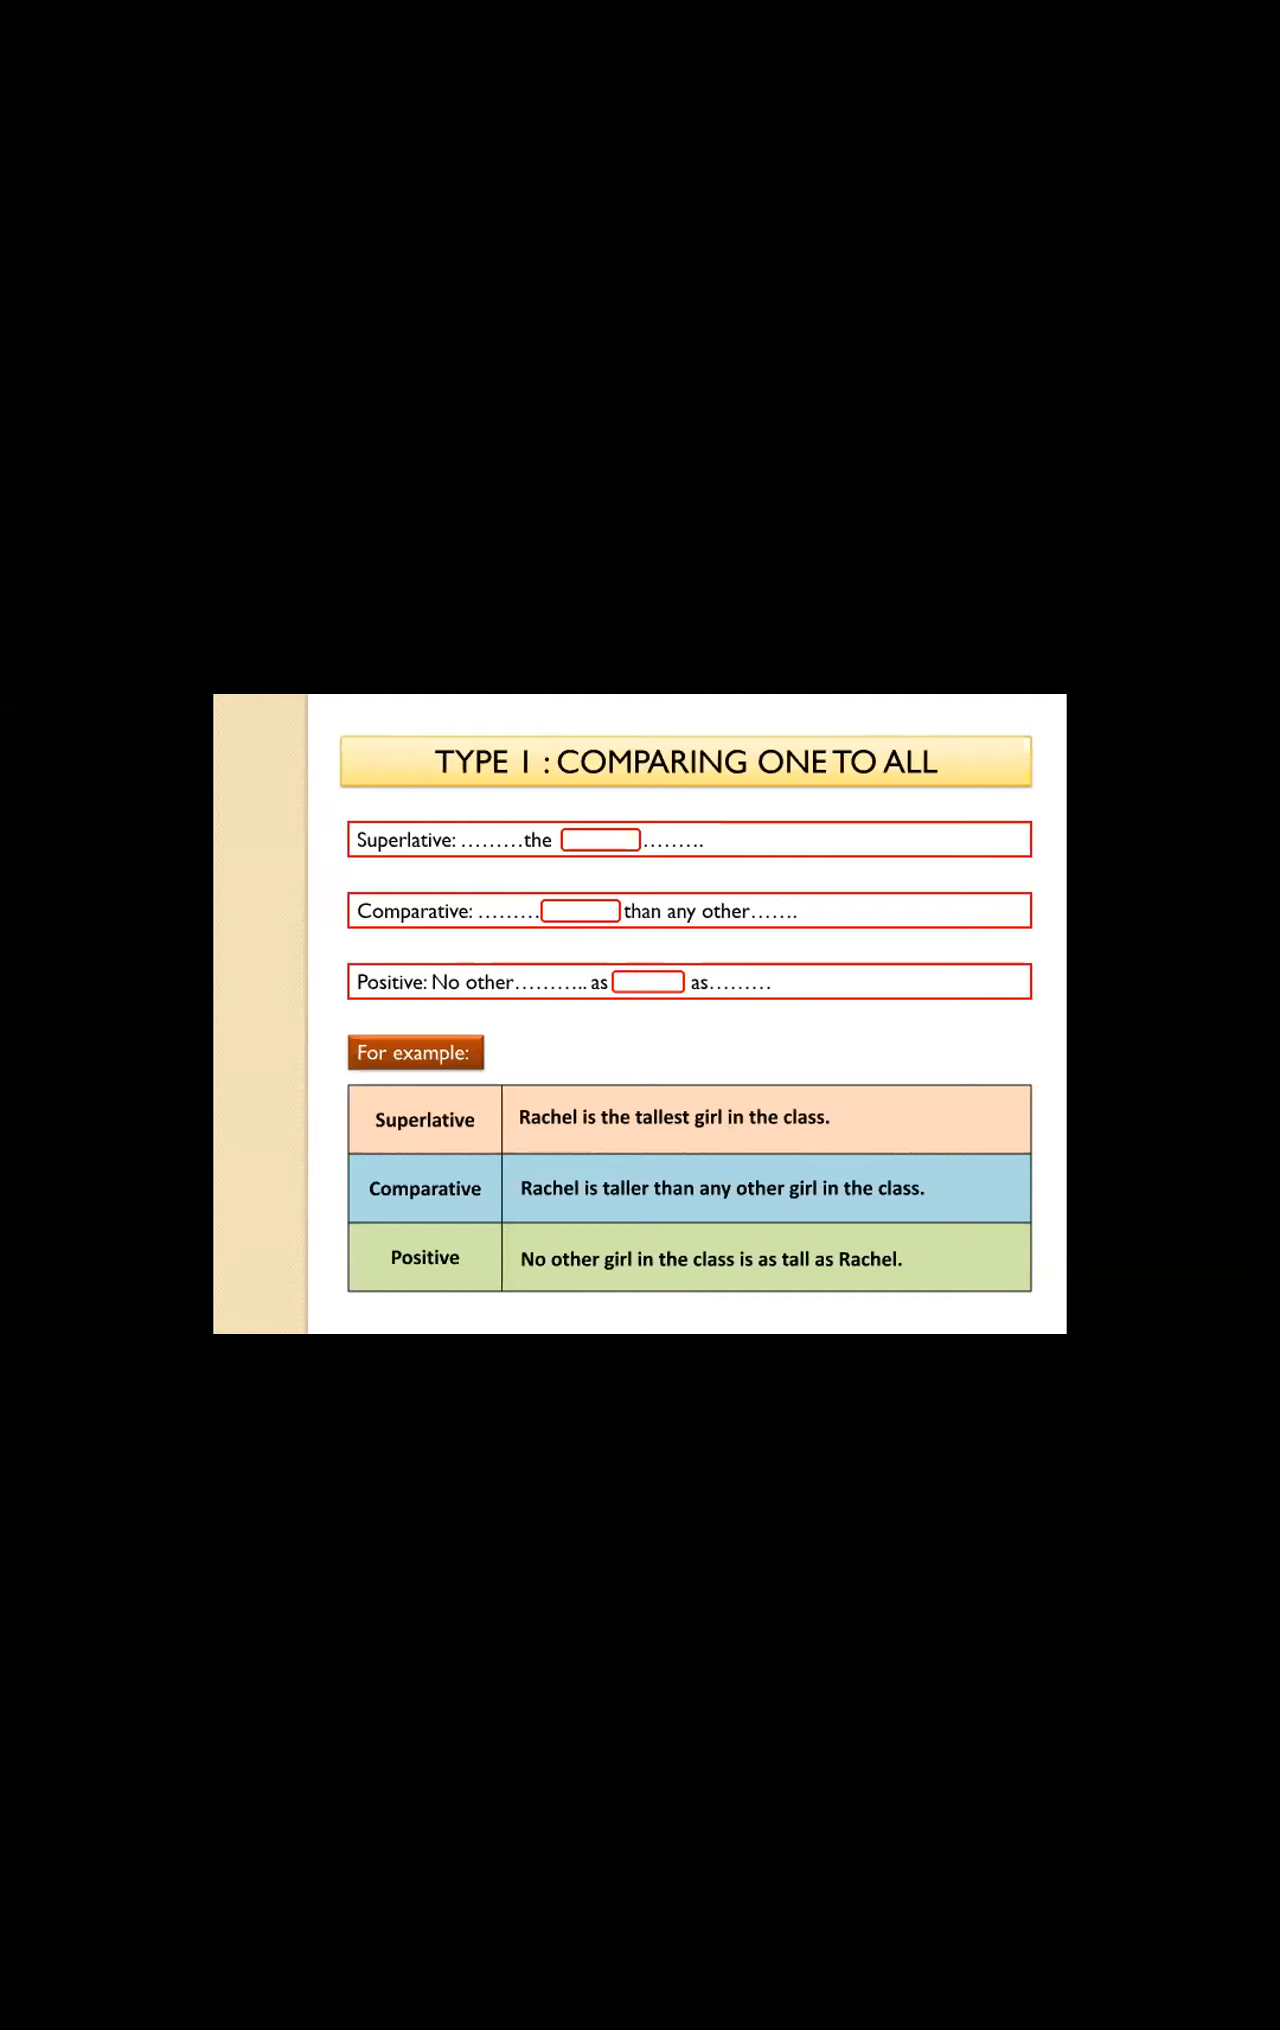 TYPE 1 : COMPARING ONE TO ALL
Superlative: ………the ……….
Comparative: ……… than any other…….
Positive: No other……….. as as………
For example:
Superlative Rachel is the tallest girl in the class.
Comparative Rachel is taller than any other girl in the class.
Positive No other girl in the class is as tall as Rachel.